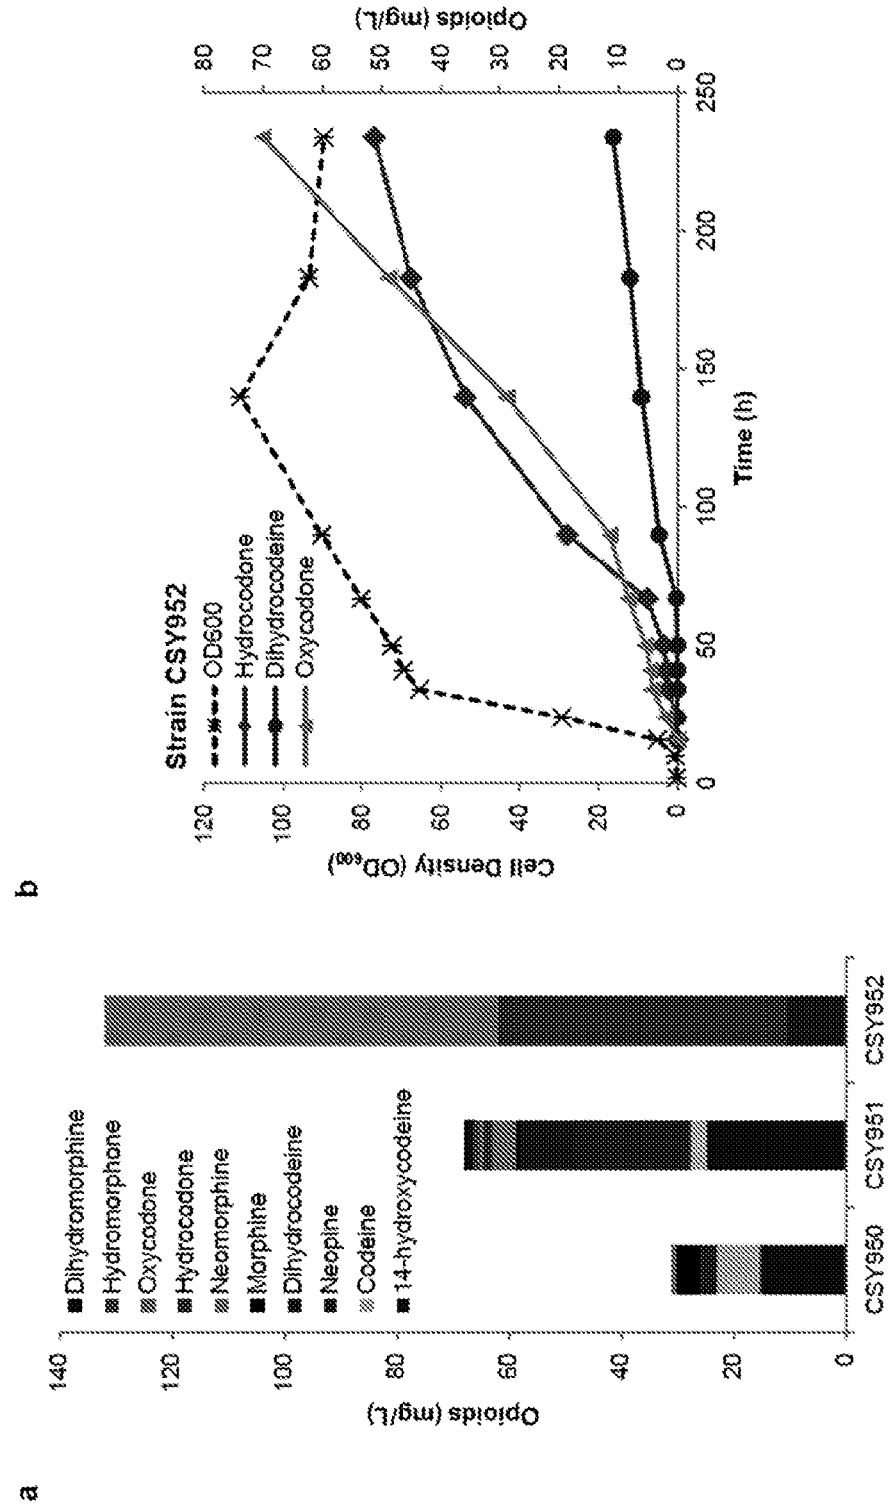 a
Opioids (mg/L)
140
120
100
80
60
40
20
0
Dihydromorphine
Hydromorphone
Oxycodone
Hydrocodone
Neomorphine
Morphine
Dihydrocodeine
Neopine
Codeine
14-hydroxycodeine
CSY950 CSY951 CSY952
b
Strain CSY952
OD600
Hydrocodone
Dihydrocodeine
Oxycodone
Cell Density (OD600)
120
100
80
60
40
20
0
Opioids (mg/L)
80
70
60
50
40
30
20
10
0
0 50 100 150 200 250
Time (h)